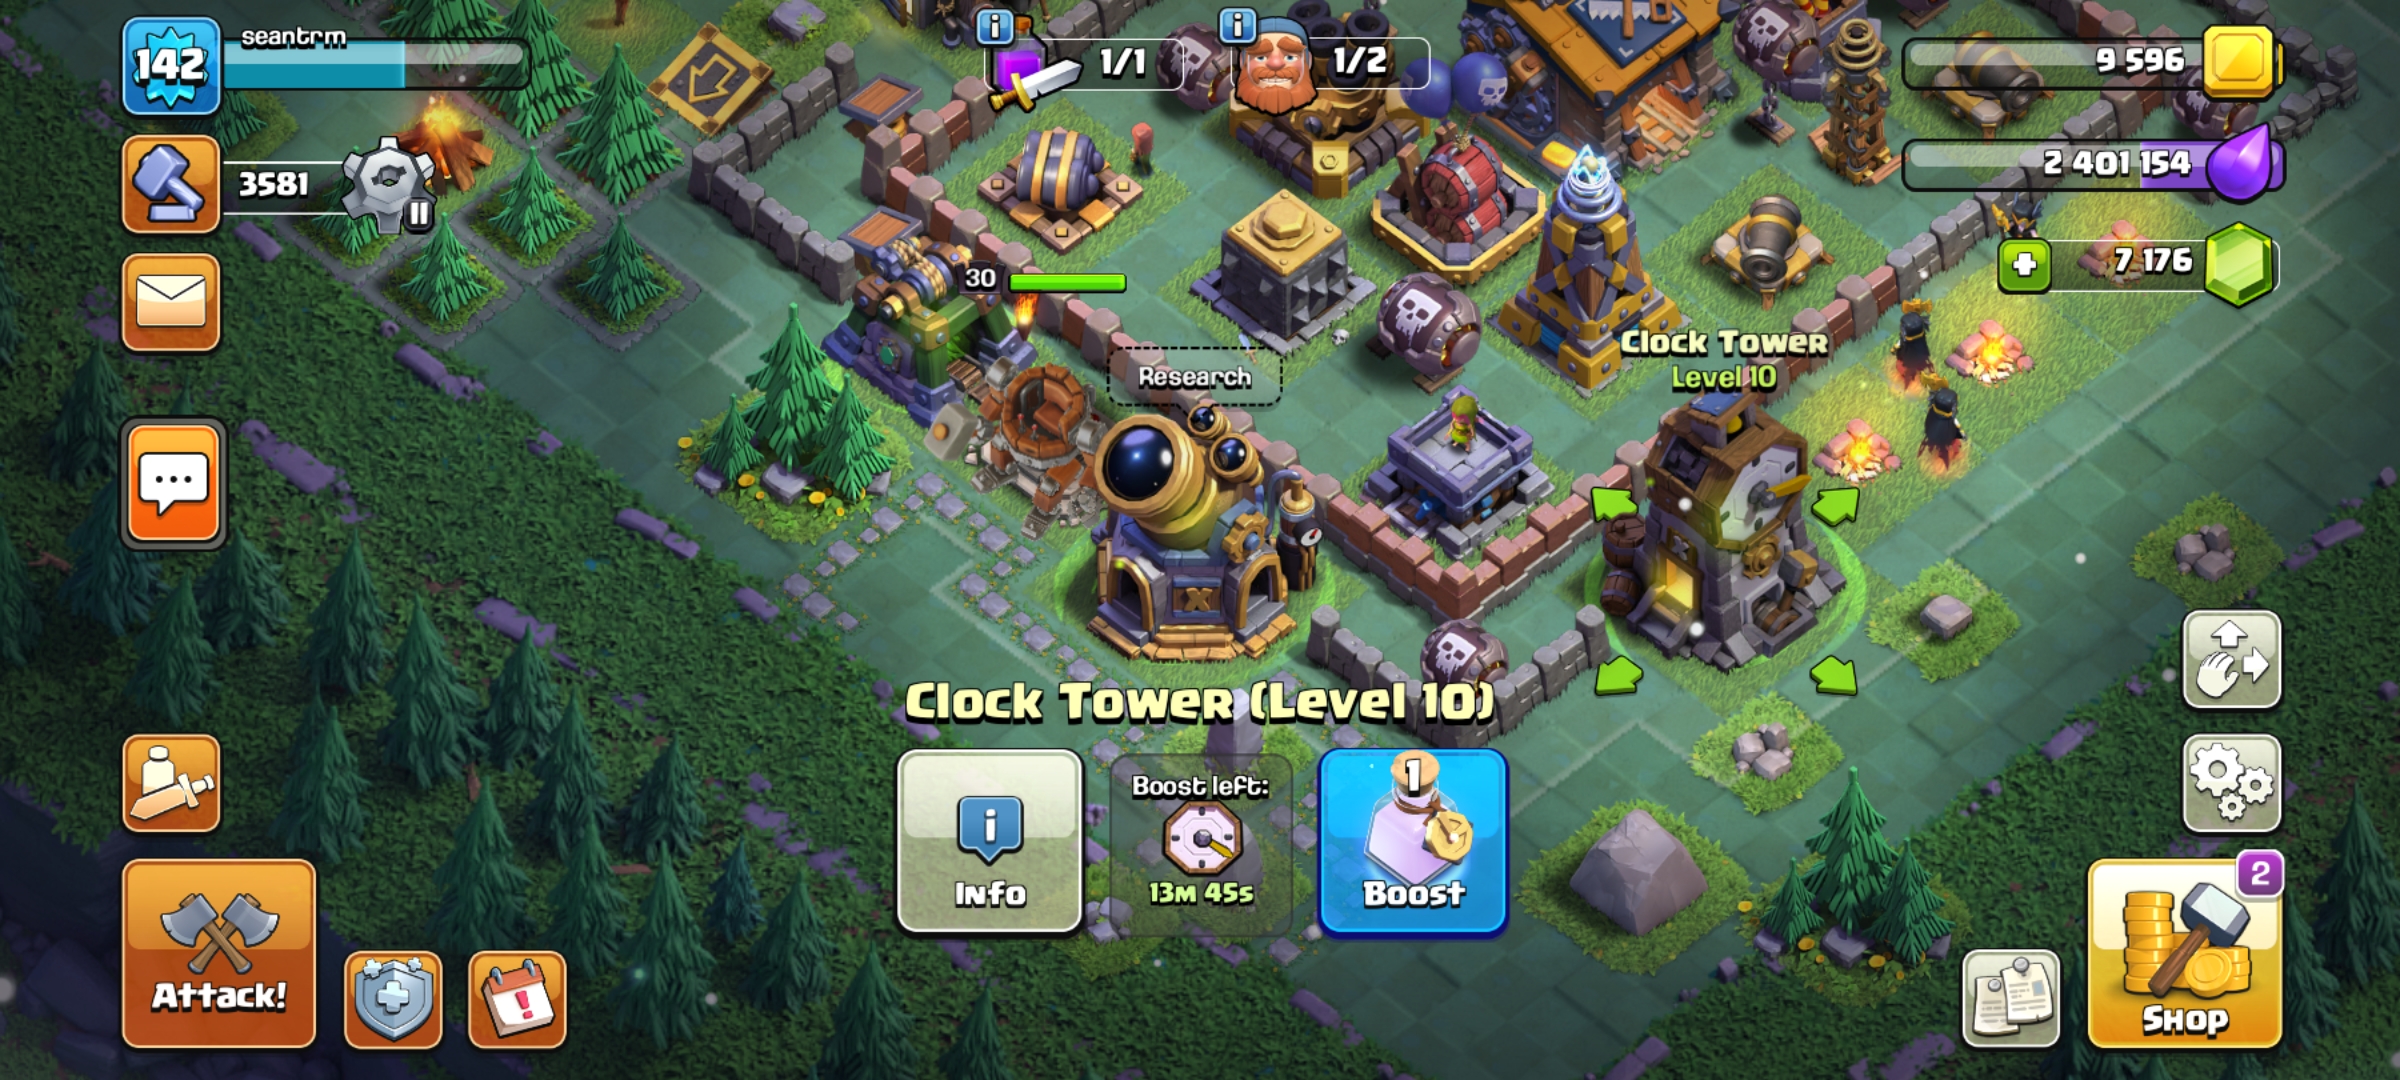 142
seantrm
1/1
1/2
9 596
3581
2 401 154
7 176
30
Research
Clock Tower
Level 10
Clock Tower (Level 10)
Info
Boost left:
13m 45s
1
Boost
Attack!
2
Shop